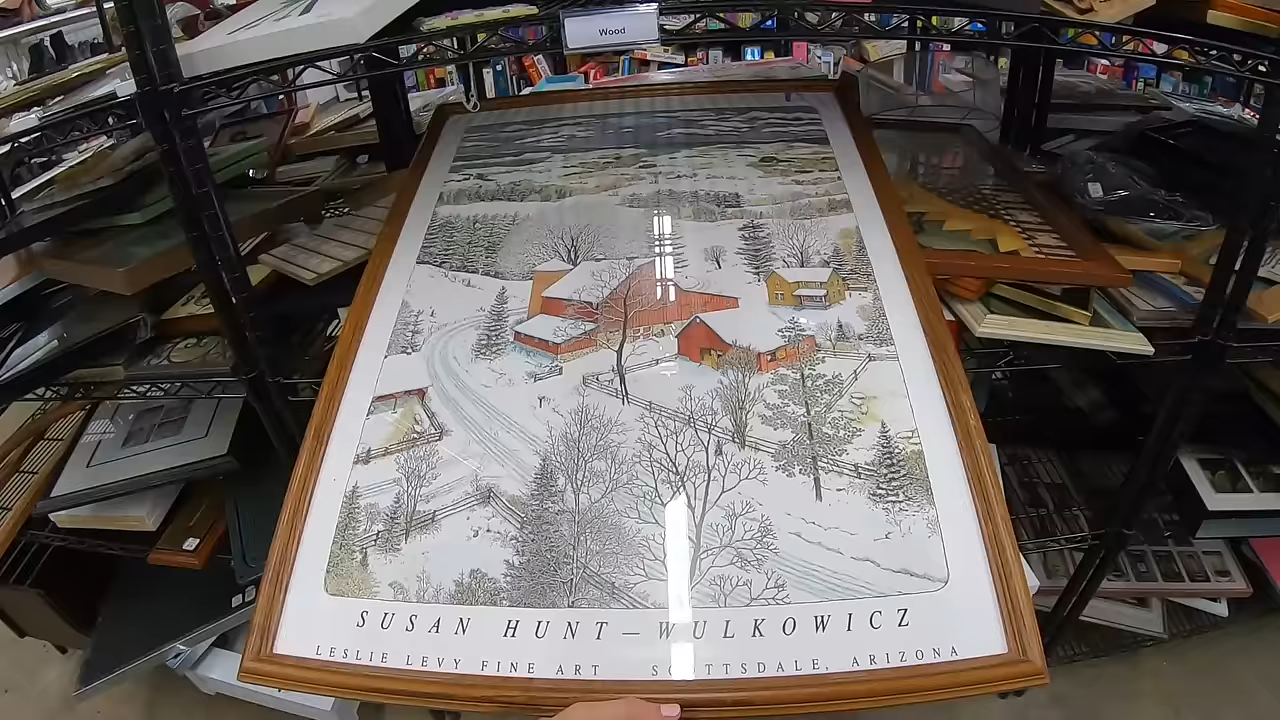 Wood
SUSAN HUNT–WULKOWICZ
LESLIE LEVY FINE ART SCOTTSDALE, ARIZONA